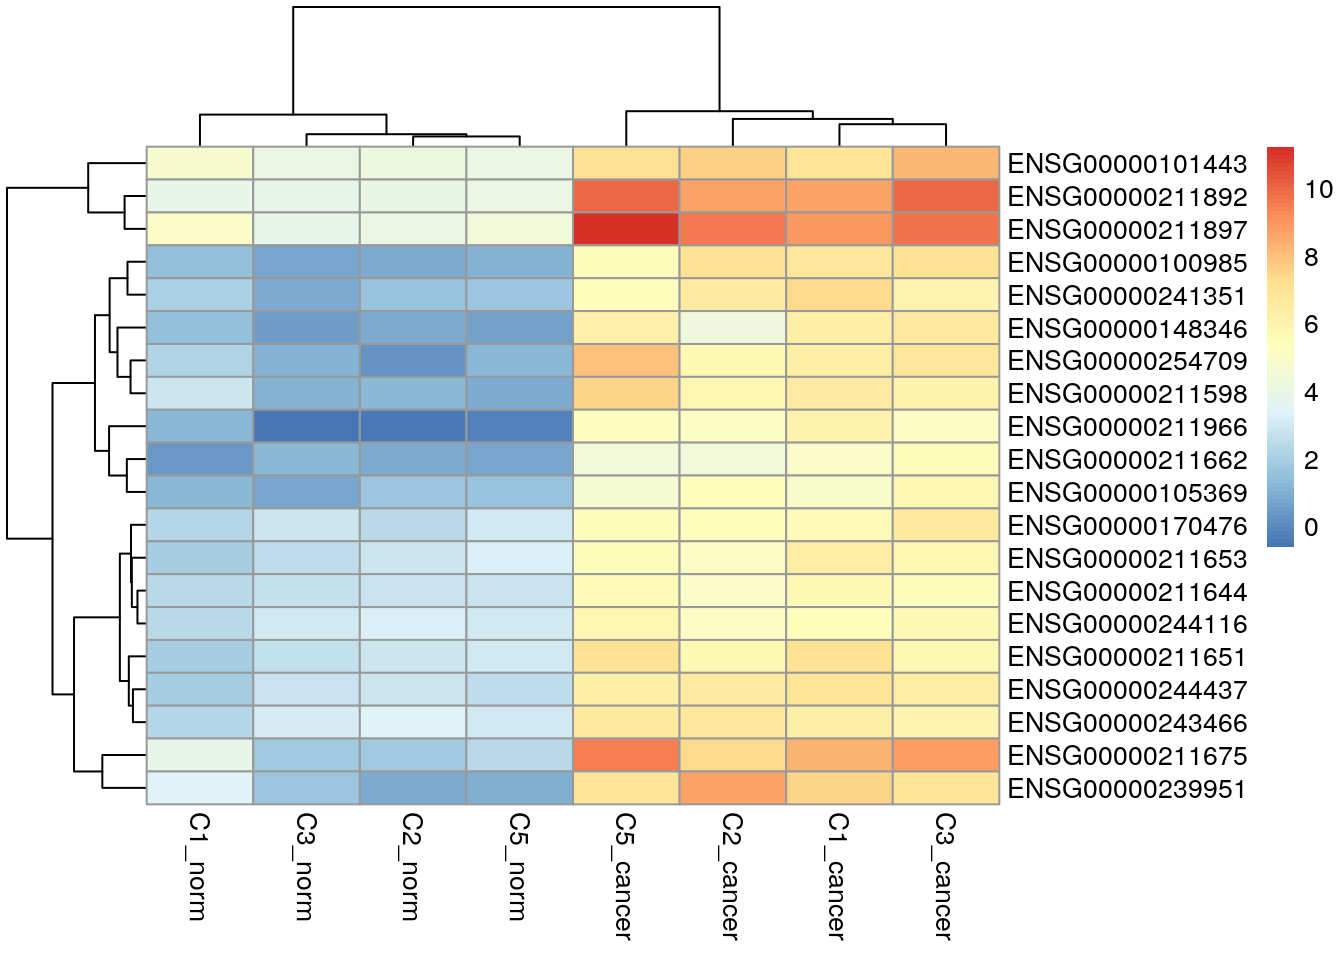 ENSG00000101443
ENSG00000211892
ENSG00000211897
ENSG00000100985
ENSG00000241351
ENSG00000148346
ENSG00000254709
ENSG00000211598
ENSG00000211966
ENSG00000211662
ENSG00000105369
ENSG00000170476
ENSG00000211653
ENSG00000211644
ENSG00000244116
ENSG00000211651
ENSG00000244437
ENSG00000243466
ENSG00000211675
ENSG00000239951
10
8
6
4
2
0
C1_norm
C3_norm
C2_norm
C5_norm
C5_cancer
C2_cancer
C1_cancer
C3_cancer